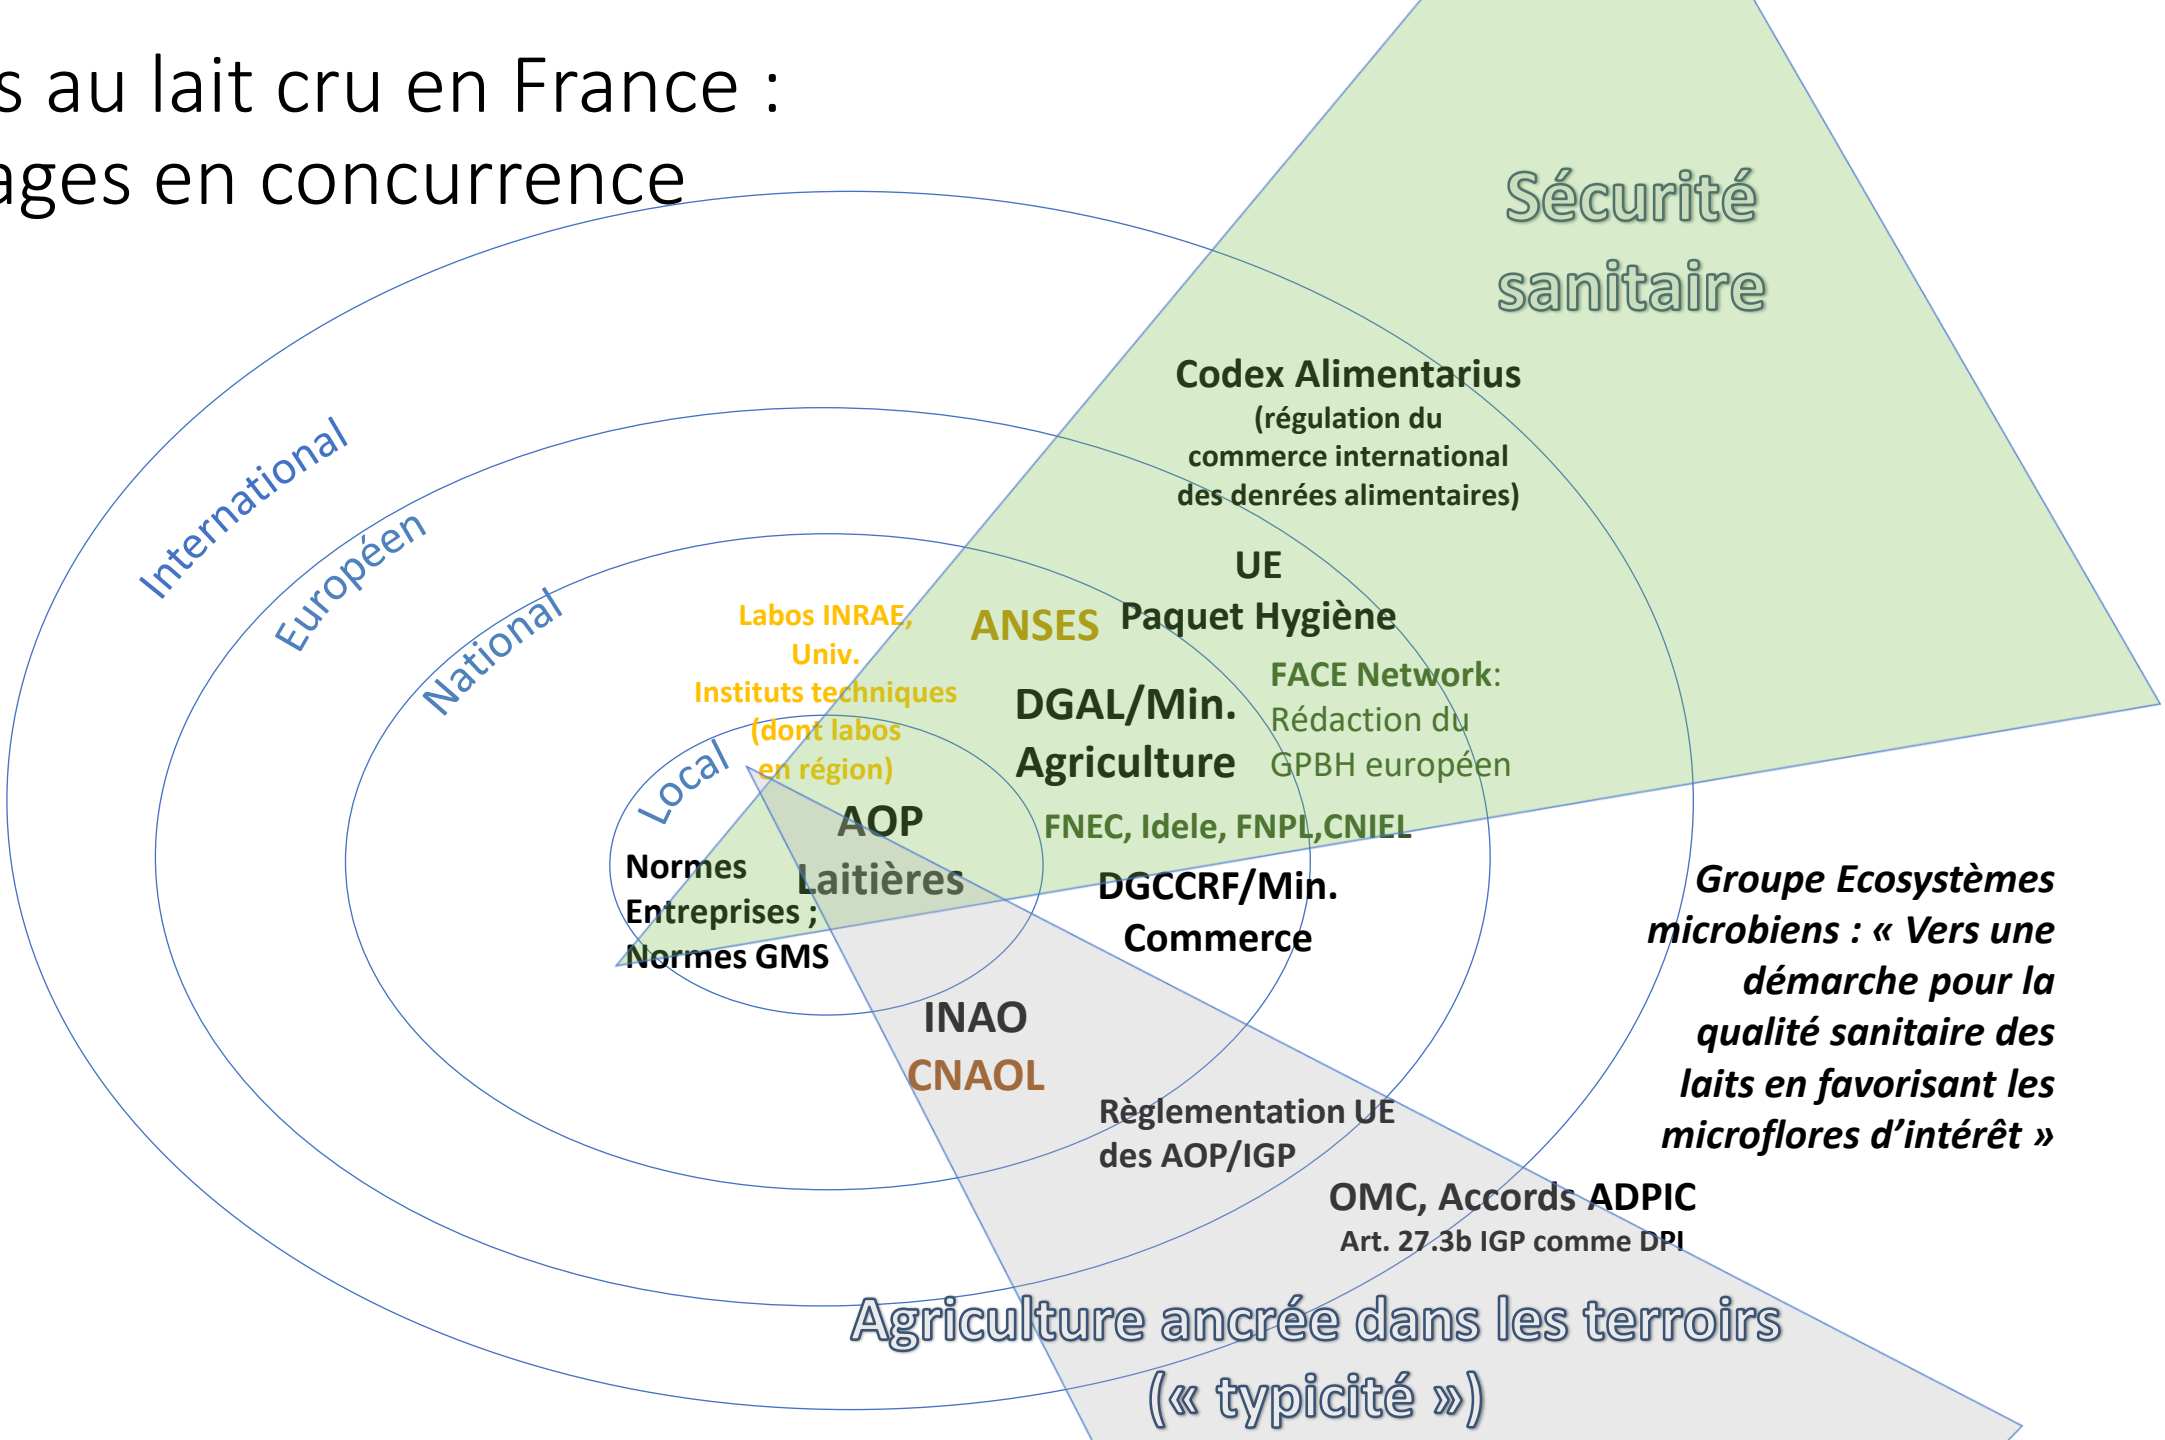 s au lait cru en France :
ages en concurrence
Sécurité
sanitaire
Codex Alimentarius
(régulation du
commerce international
des denrées alimentaires)
International
Européen
National
Local
UE
Paquet Hygiène
Labos INRAE,
Univ.
Instituts techniques
(dont labos
en région)
ANSES
DGAL/Min.
Agriculture
FACE Network:
Rédaction du
GPBH européen
FNEC, Idele, FNPL,CNIEL
AOP
Laitières
Normes
Entreprises ;
Normes GMS
DGCCRF/Min.
Commerce
Groupe Ecosystèmes
microbiens : « Vers une
démarche pour la
qualité sanitaire des
laits en favorisant les
microflores d’intérêt »
INAO
CNAOL
Règlementation UE
des AOP/IGP
OMC, Accords ADPIC
Art. 27.3b IGP comme DPI
Agriculture ancrée dans les terroirs
(« typicité »)